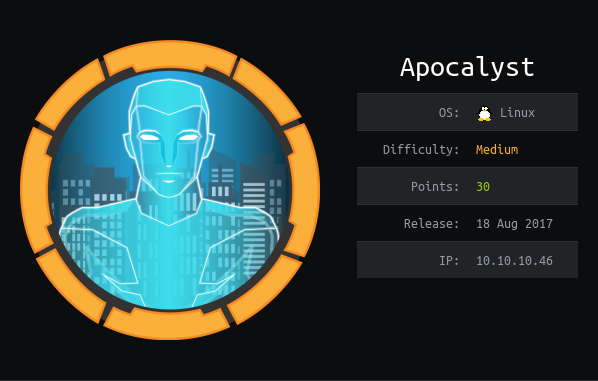 Apocalyst
OS: Linux
Difficulty: Medium
Points: 30
Release: 18 Aug 2017
IP: 10.10.10.46